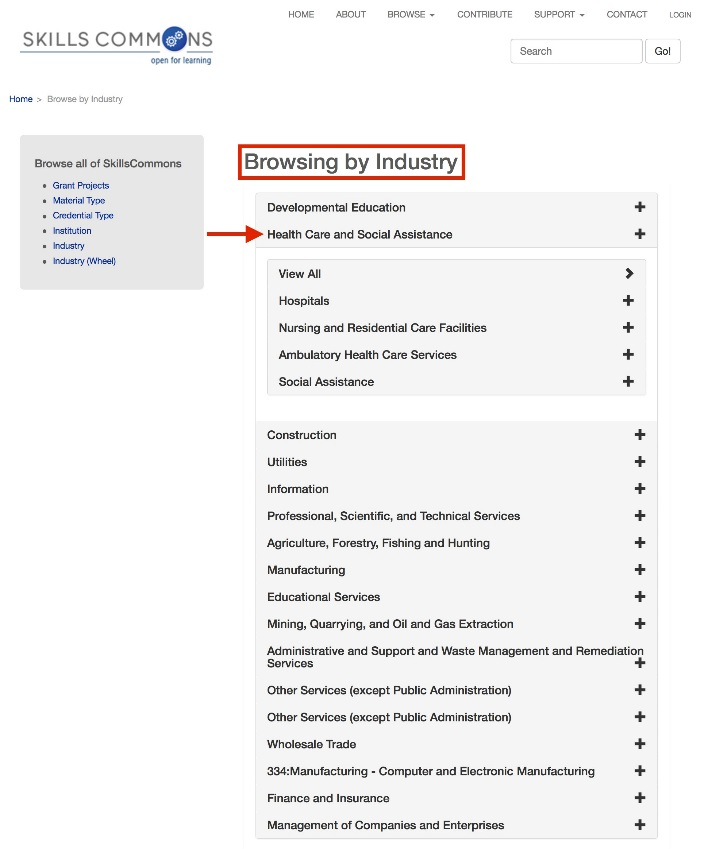 HOME ABOUT BROWSE CONTRIBUTE SUPPORT CONTACT LOGIN
SKILLS COMMONS
open for learning
Search Go!
Home > Browse by Industry
Browse all of SkillsCommons
Grant Projects
Material Type
Credential Type
Institution
Industry
Industry (Wheel)
Browsing by Industry
Developmental Education
Health Care and Social Assistance
View All
Hospitals
Nursing and Residential Care Facilities
Ambulatory Health Care Services
Social Assistance
Construction
Utilities
Information
Professional, Scientific, and Technical Services
Agriculture, Forestry, Fishing and Hunting
Manufacturing
Educational Services
Mining, Quarrying, and Oil and Gas Extraction
Administrative and Support and Waste Management and Remediation
Services
Other Services (except Public Administration)
Other Services (except Public Administration)
Wholesale Trade
334:Manufacturing - Computer and Electronic Manufacturing
Finance and Insurance
Management of Companies and Enterprises